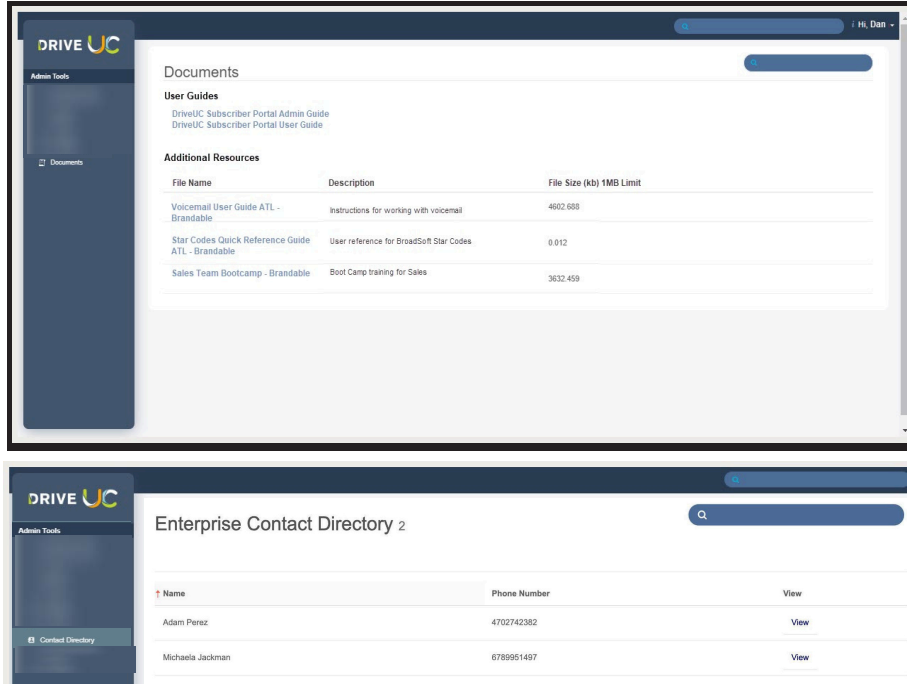 Hi, Dan
DRIVE UC
Admin Tools
Documents
Documents
User Guides
DriveUC Subscriber Portal Admin Guide
DriveUC Subscriber Portal User Guide
Additional Resources
File Name Description File Size (kb) 1MB Limit
Voicemail User Guide ATL - Brandable Instructions for working with voicemail 4602.688
Star Codes Quick Reference Guide ATL - Brandable User reference for BroadSoft Star Codes 0.012
Sales Team Bootcamp - Brandable Boot Camp training for Sales 3632.459
DRIVE UC
Admin Tools
Contact Directory
Enterprise Contact Directory 2
↑ Name Phone Number View
Adam Perez 4702742382 View
Michaela Jackman 6789951497 View